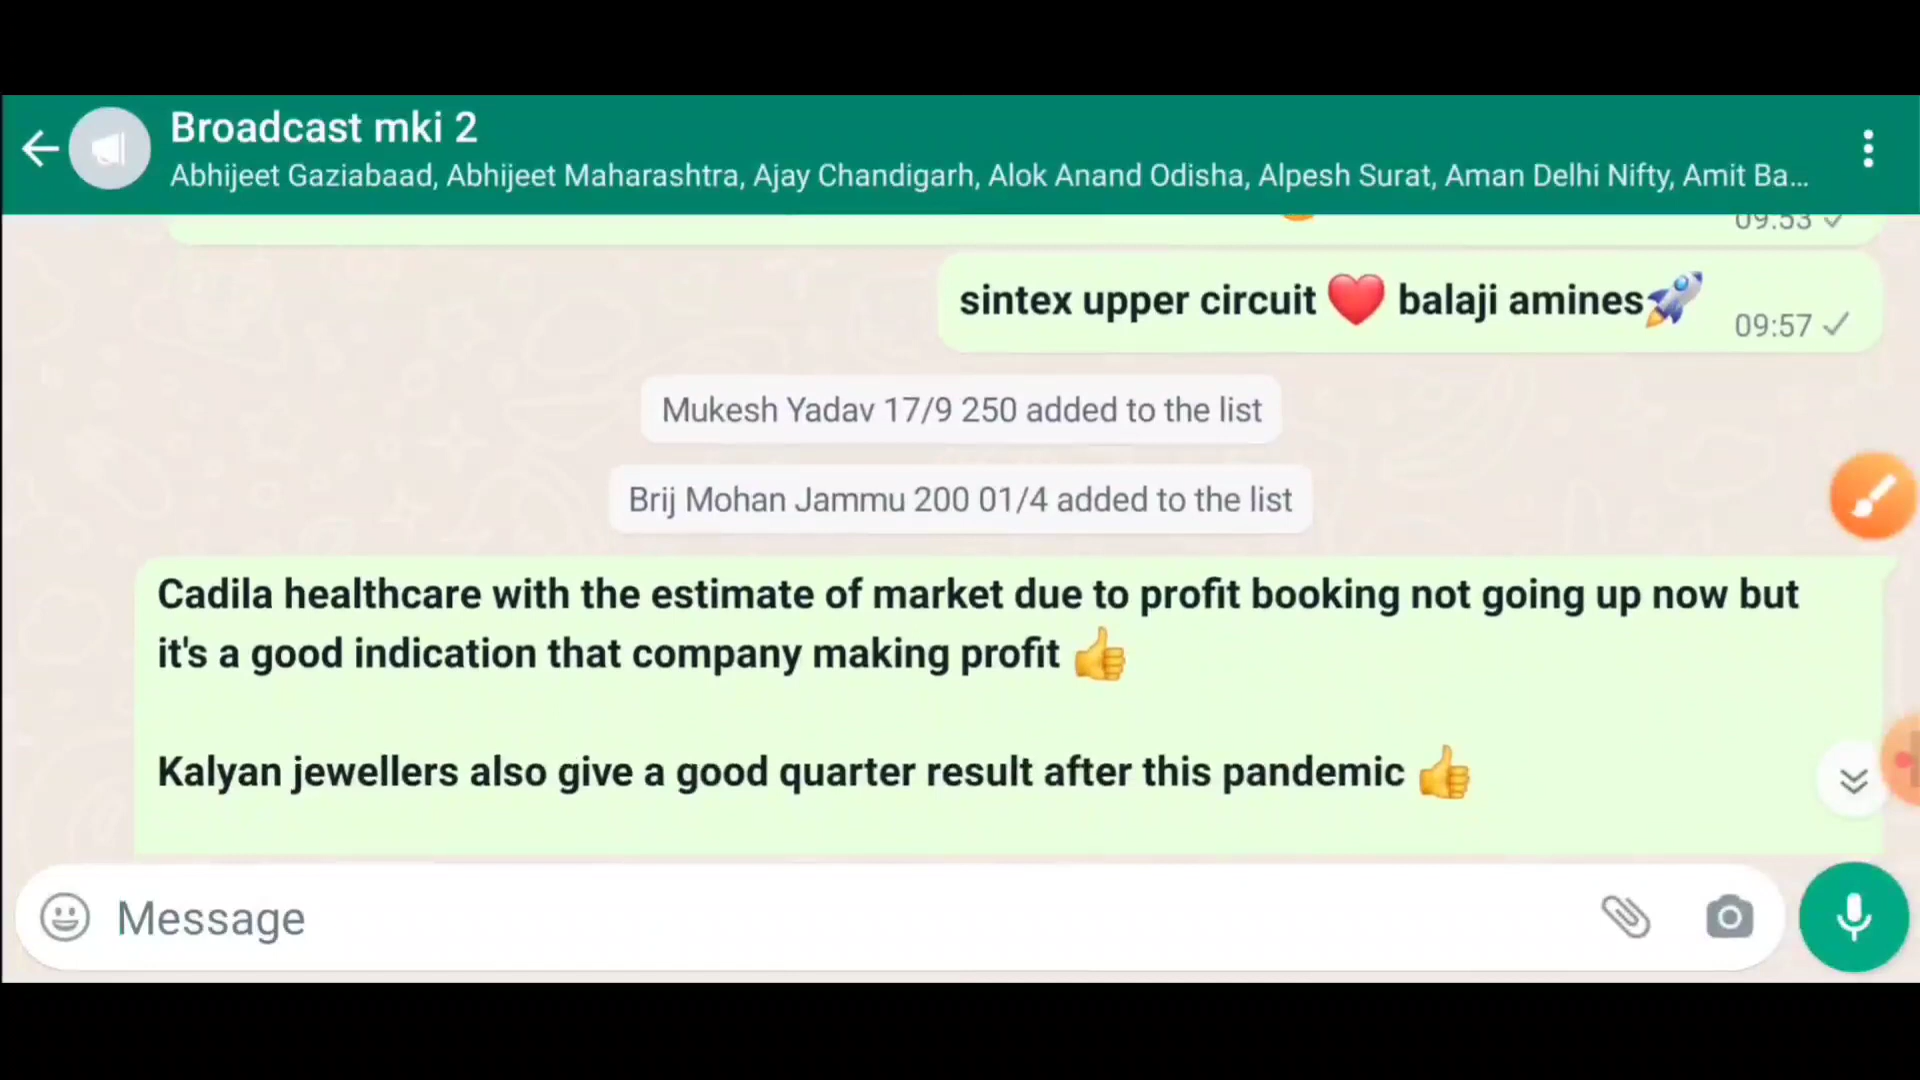 Broadcast mki 2
Abhijeet Gaziabaad, Abhijeet Maharashtra, Ajay Chandigarh, Alok Anand Odisha, Alpesh Surat, Aman Delhi Nifty, Amit Ba...
09:53
sintex upper circuit ❤️ balaji amines🚀
09:57
Mukesh Yadav 17/9 250 added to the list
Brij Mohan Jammu 200 01/4 added to the list
Cadila healthcare with the estimate of market due to profit booking not going up now but
it's a good indication that company making profit 👍
Kalyan jewellers also give a good quarter result after this pandemic 👍
Message